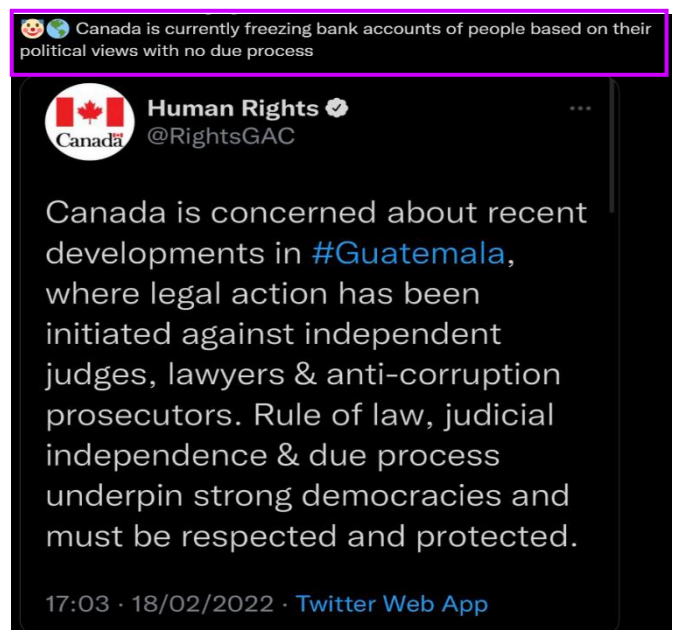 🤡🌎 Canada is currently freezing bank accounts of people based on their
political views with no due process
Human Rights
Canada
@RightsGAC
Canada is concerned about recent
developments in #Guatemala,
where legal action has been
initiated against independent
judges, lawyers & anti-corruption
prosecutors. Rule of law, judicial
independence & due process
underpin strong democracies and
must be respected and protected.
17:03 · 18/02/2022 · Twitter Web App